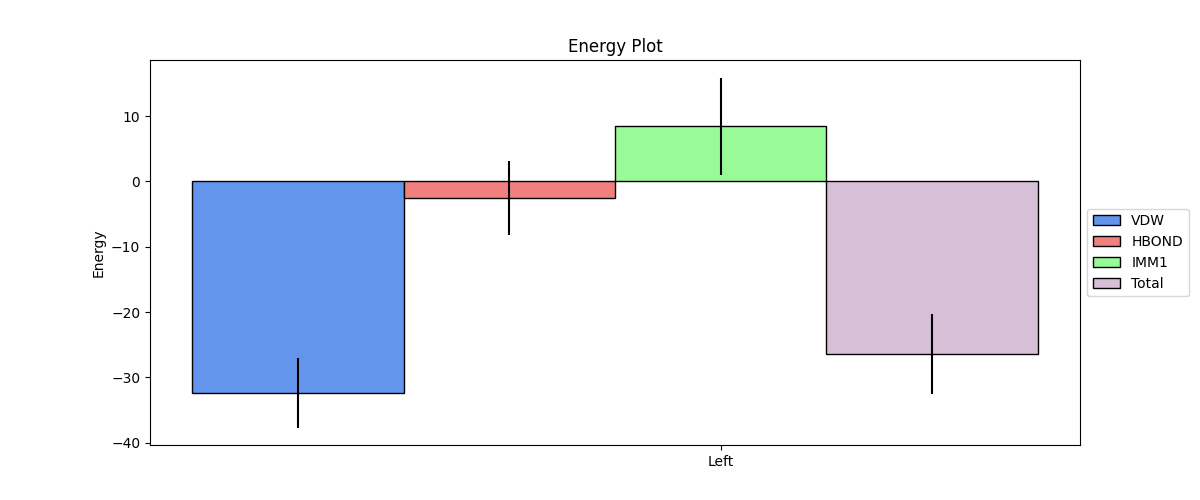 Energy Plot
Energy
10
0
−10
−20
−30
−40
Left
VDW
HBOND
IMM1
Total